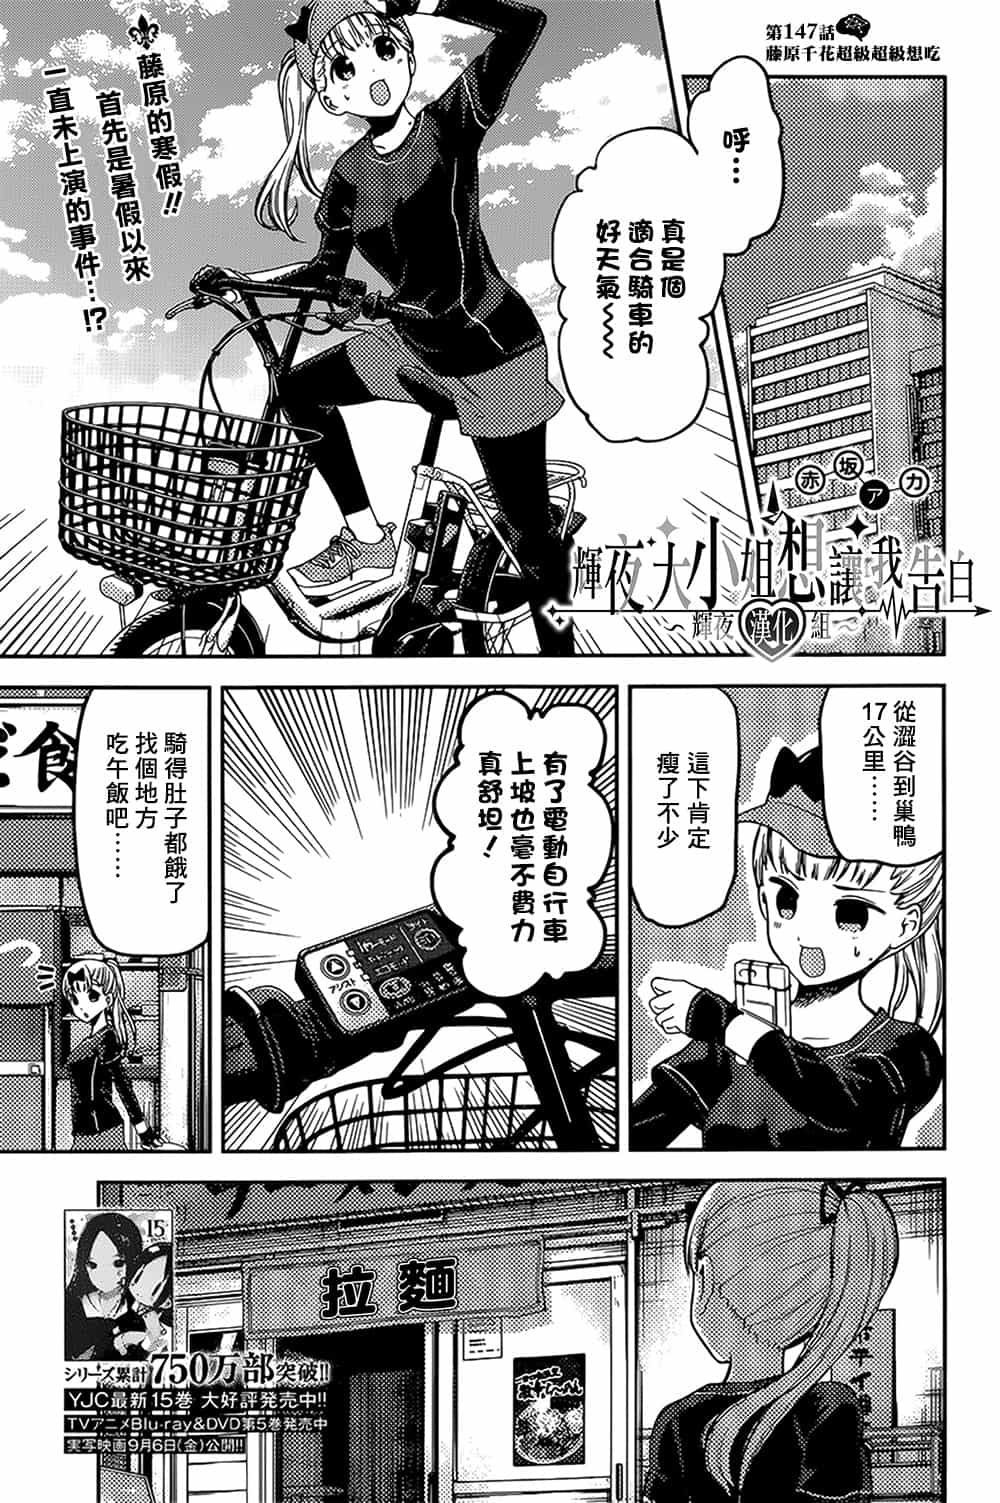 第147話
藤原千花超級超級想吃
藤原的寒假!!
首先是暑假以來
一直未上演的事件…!?
呼…
真是個
適合騎車的
好天氣~~~
赤坂アカ
輝夜大小姐想讓我告白
~輝夜漢化組~
從澀谷到巢鴨
17公里……
這下肯定
瘦了不少
アシスト
有了電動自行車
上坡也毫不費力
真舒坦!
騎得肚子都餓了
找個地方
吃午飯吧……
拉麵
15
シリーズ累計750万部突破!!
YJC最新15巻 大好評発売中!!
TVアニメBlu-ray&DVD第5巻発売中
実写映画9月6日(金)公開!!